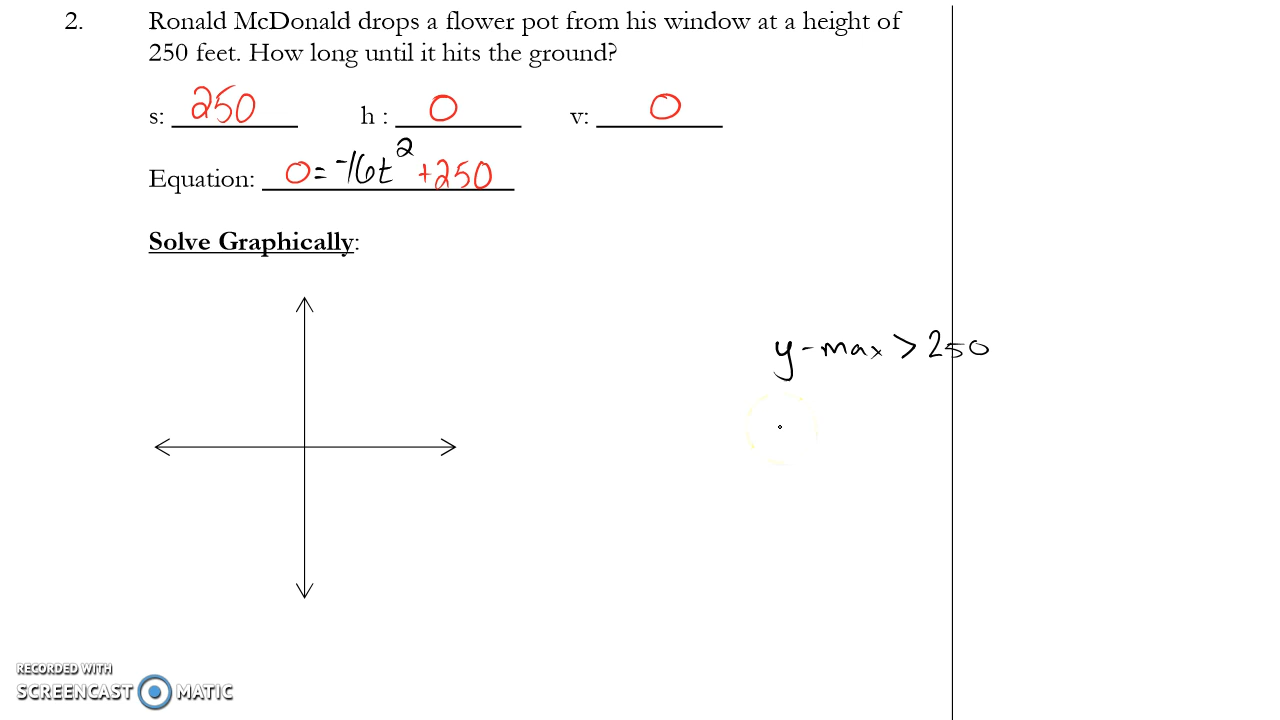 2. Ronald McDonald drops a flower pot from his window at a height of
250 feet. How long until it hits the ground?
s: 250 h : 0 v: 0
Equation: 0 = -16t² +250
Solve Graphically:
y-max > 250
RECORDED WITH
SCREENCAST MATIC